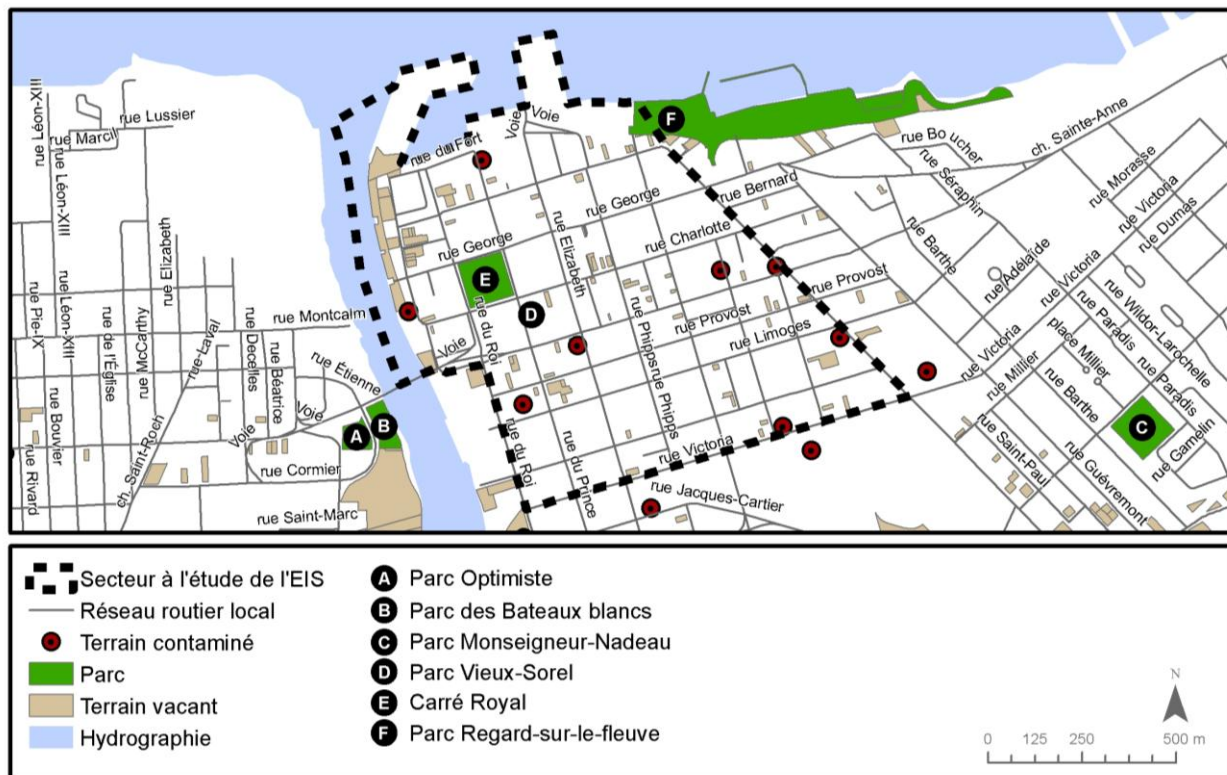 rue Léon-XIII
rue Marcil
rue Lussier
rue Léon-XIII
rue Elizabeth
rue du Fort
Voie
Voie
rue Bo ucher
ch. Sainte-Anne
rue Séraphin
rue Morasse
rue Victoria
rue Dumas
rue George
rue Bernard
rue George
rue Elizabeth
rue Charlotte
rue Barthe
rue Adélaïde
rue Victoria
rue Provost
rue Pie-IX
rue Léon-XIII
rue de l'Église
rue McCarthy
rue Laval
rue Montcalm
rue Decelles
rue Béatrice
rue Étienne
Voie
rue du Roi
E
D
F
rue Phipps
rue Phipps
rue Provost
rue Limoges
rue Victoria
rue Millier
place Millier
rue Paradis
rue Wildor-Larochelle
rue Paradis
rue Barthe
C
rue Gamelin
rue Guèvremont
rue Saint-Paul
rue Rivard
rue Bouvier
ch. Saint-Roch
Voie
Voie
A
B
rue Cormier
rue Saint-Marc
rue du Roi
rue du Prince
rue Victoria
rue Jacques-Cartier
Secteur à l'étude de l'EIS
Réseau routier local
Terrain contaminé
Parc
Terrain vacant
Hydrographie
A Parc Optimiste
B Parc des Bateaux blancs
C Parc Monseigneur-Nadeau
D Parc Vieux-Sorel
E Carré Royal
F Parc Regard-sur-le-fleuve
N
0 125 250 500 m